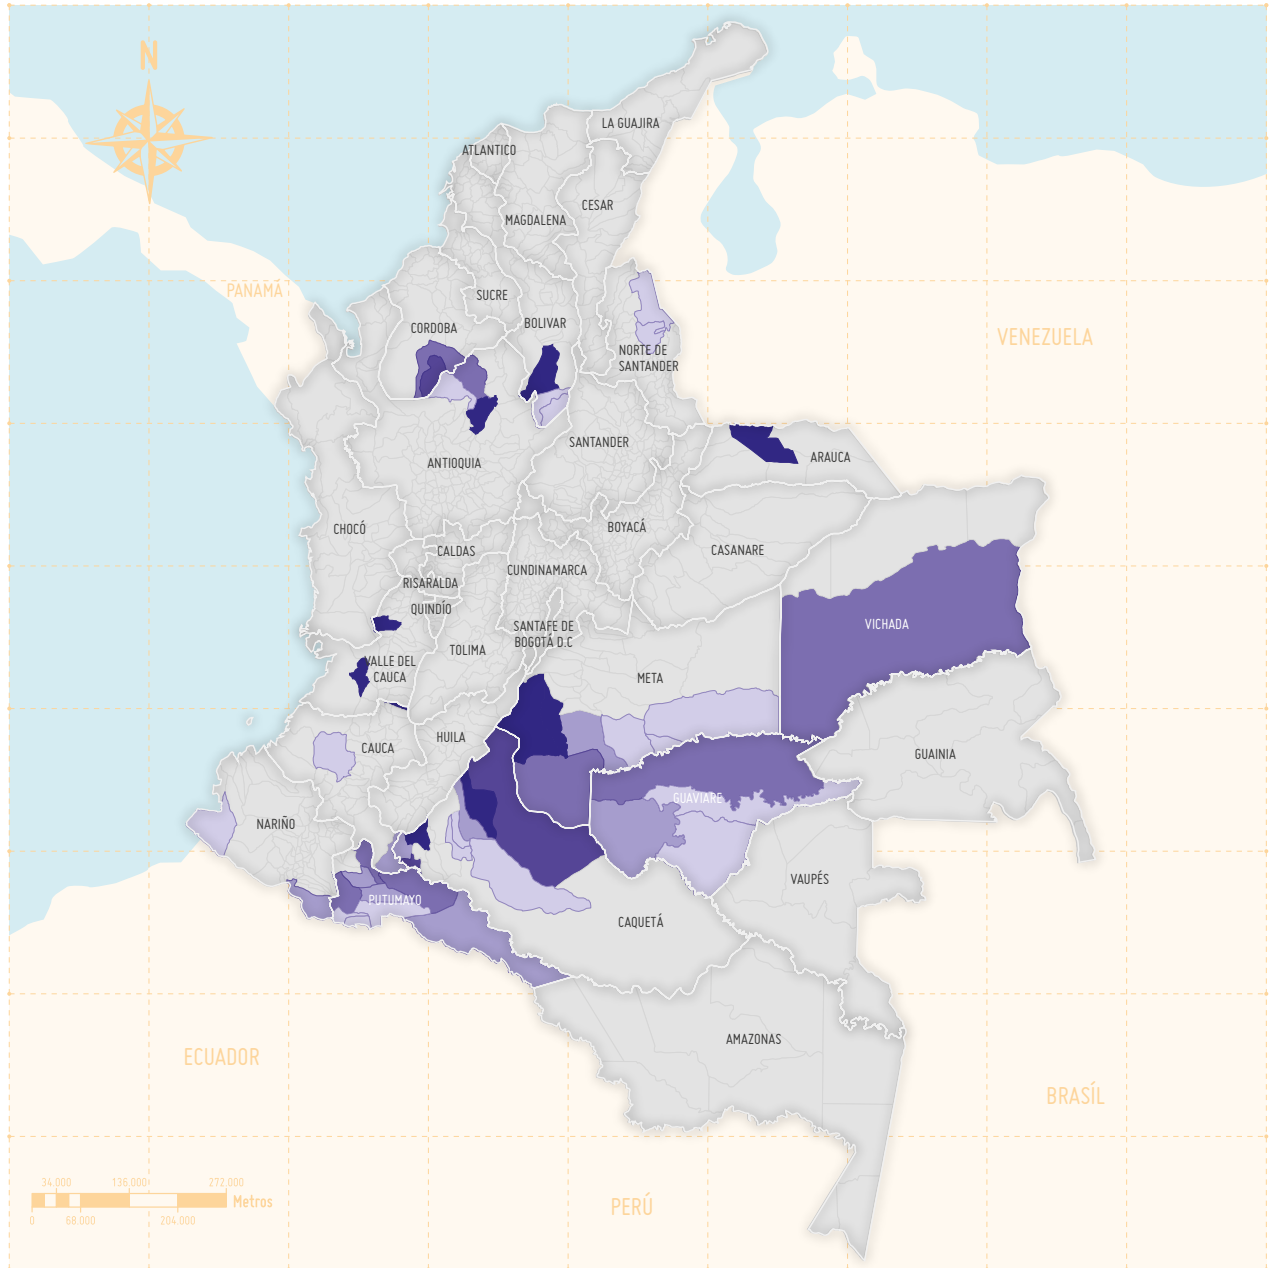 N
LA GUAJIRA
ATLANTICO
CESAR
MAGDALENA
PANAMÁ
SUCRE
BOLIVAR
CORDOBA
VENEZUELA
NORTE DE
SANTANDER
SANTANDER
ARAUCA
ANTIOQUIA
CHOCÓ
BOYACÁ
CALDAS
CASANARE
CUNDINAMARCA
RISARALDA
QUINDÍO
SANTAFE DE
BOGOTÁ D.C
VICHADA
TOLIMA
VALLE DEL
CAUCA
META
HUILA
CAUCA
GUAINIA
GUAVIARE
NARIÑO
VAUPÉS
PUTUMAYO
CAQUETÁ
AMAZONAS
ECUADOR
BRASÍL
PERÚ
34.000 136.000 272.000
Metros
0 68.000 204.000